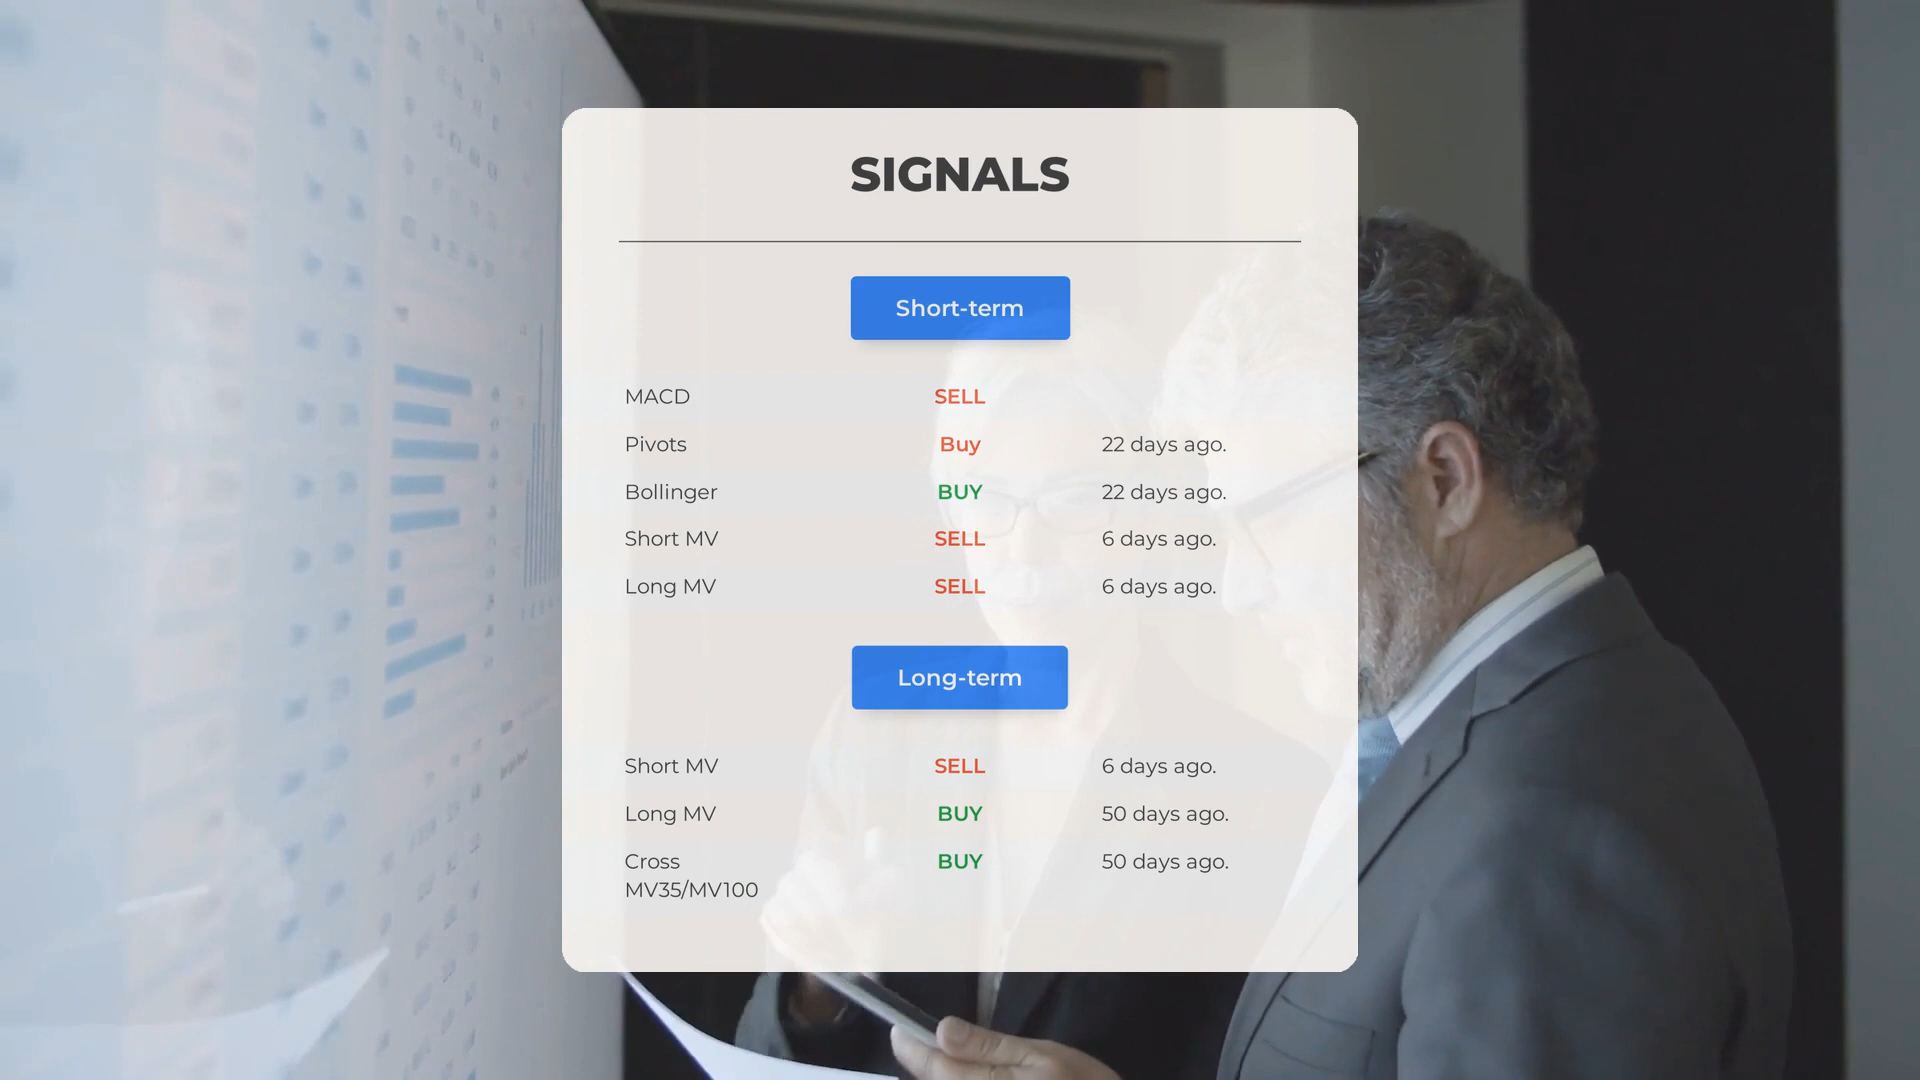 SIGNALS
Short-term
MACD SELL
Pivots Buy 22 days ago.
Bollinger BUY 22 days ago.
Short MV SELL 6 days ago.
Long MV SELL 6 days ago.
Long-term
Short MV SELL 6 days ago.
Long MV BUY 50 days ago.
Cross BUY 50 days ago.
MV35/MV100